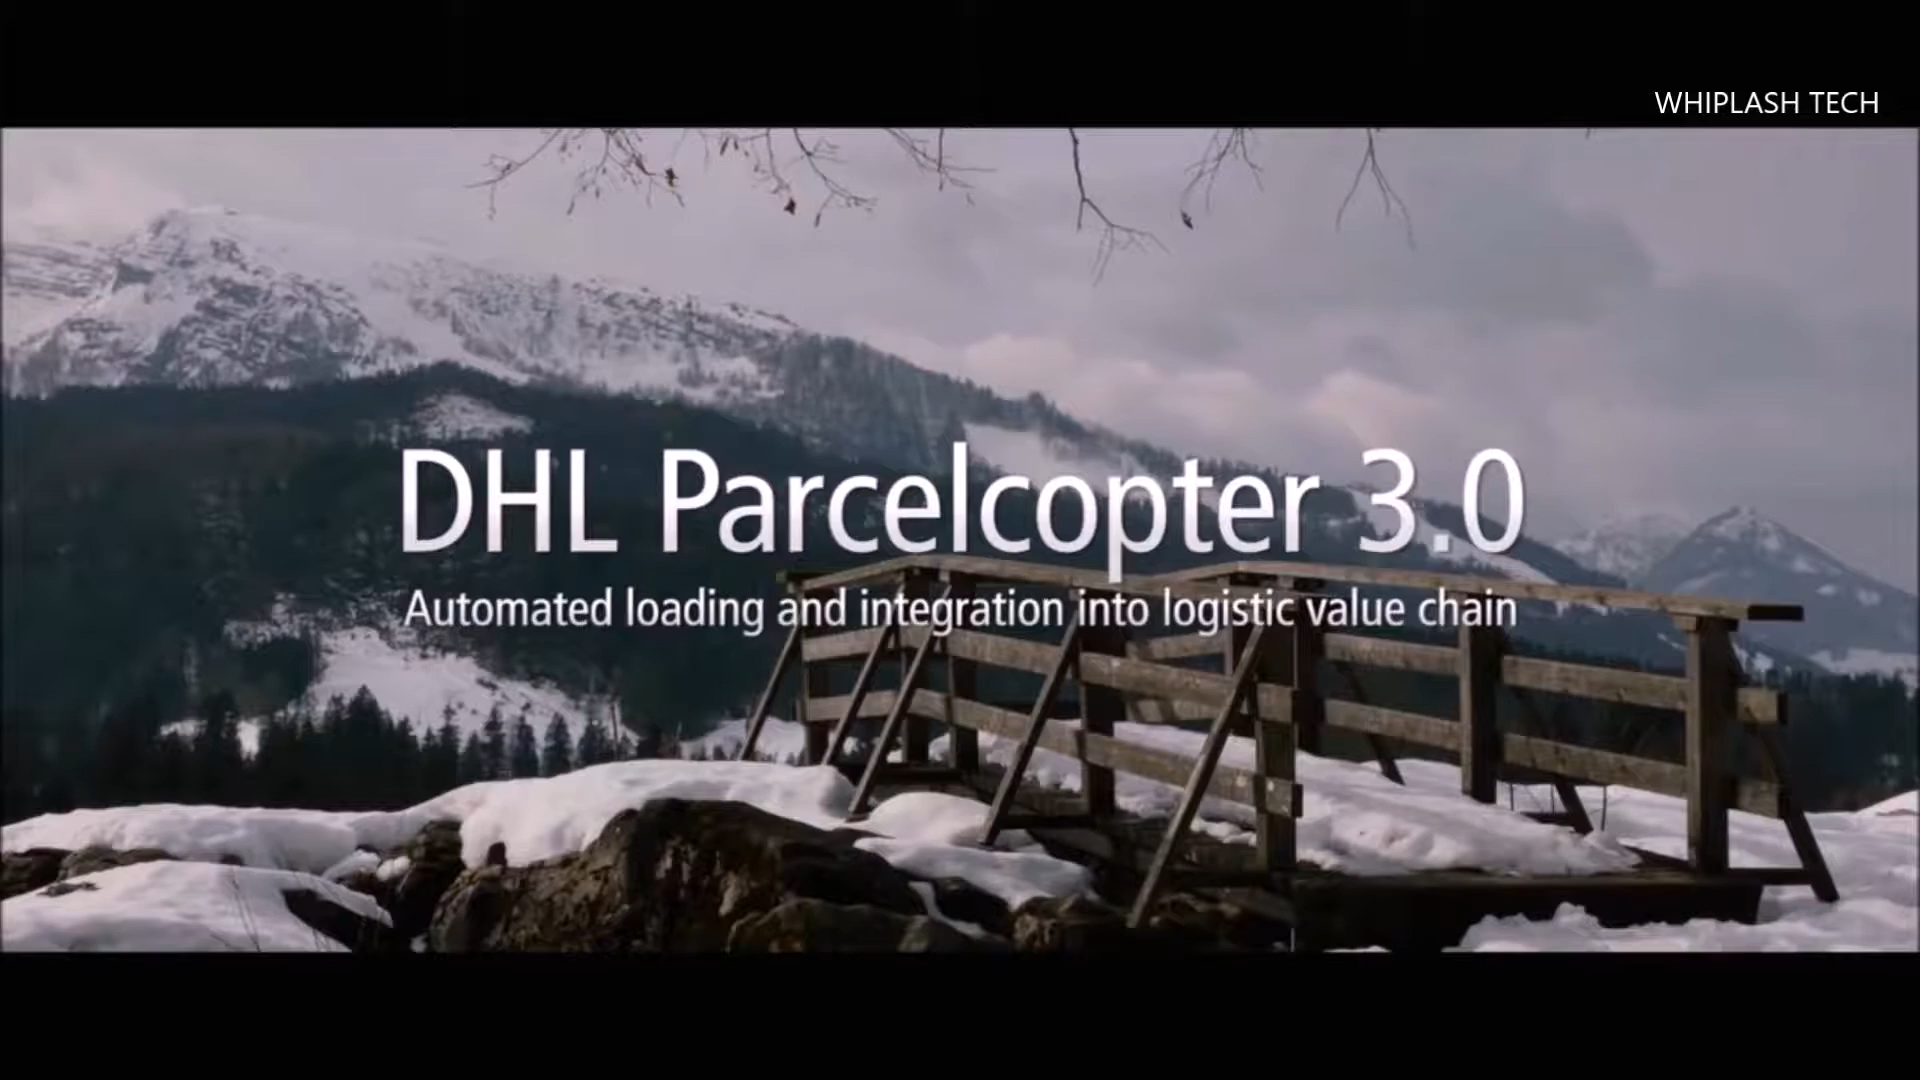 WHIPLASH TECH
DHL Parcelcopter 3.0
Automated loading and integration into logistic value chain